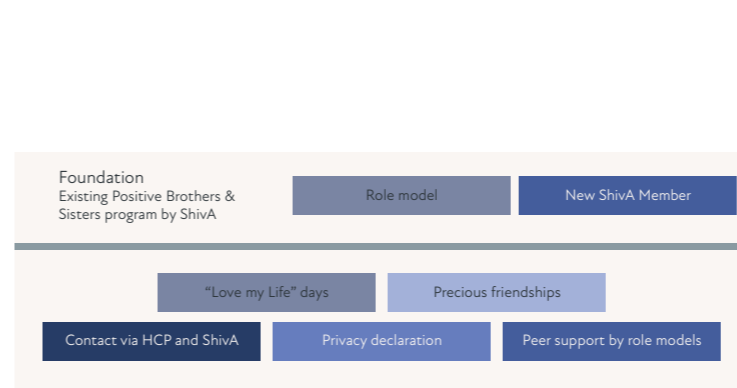 Foundation
Existing Positive Brothers &
Sisters program by ShivA
Role model
New ShivA Member
“Love my Life” days
Precious friendships
Contact via HCP and ShivA
Privacy declaration
Peer support by role models